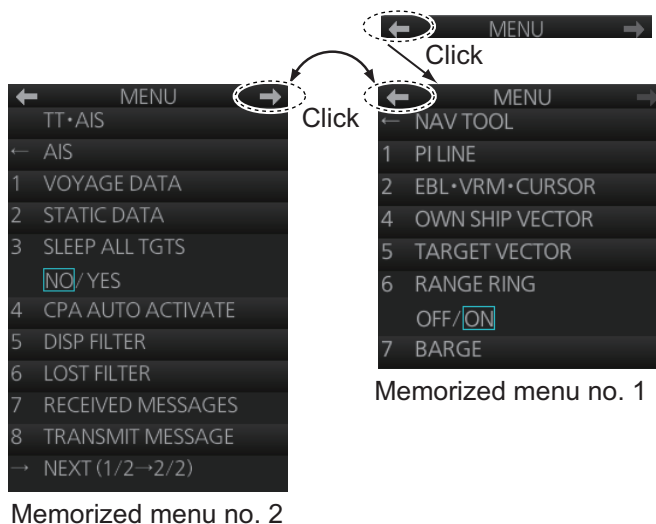 ← MENU →
Click
← MENU →
TT・AIS
← AIS
1 VOYAGE DATA
2 STATIC DATA
3 SLEEP ALL TGTS
NO/YES
4 CPA AUTO ACTIVATE
5 DISP FILTER
6 LOST FILTER
7 RECEIVED MESSAGES
8 TRANSMIT MESSAGE
→ NEXT (1/2→2/2)
Memorized menu no. 2
Click
← MENU →
← NAV TOOL
1 PI LINE
2 EBL・VRM・CURSOR
4 OWN SHIP VECTOR
5 TARGET VECTOR
6 RANGE RING
OFF/ON
7 BARGE
Memorized menu no. 1